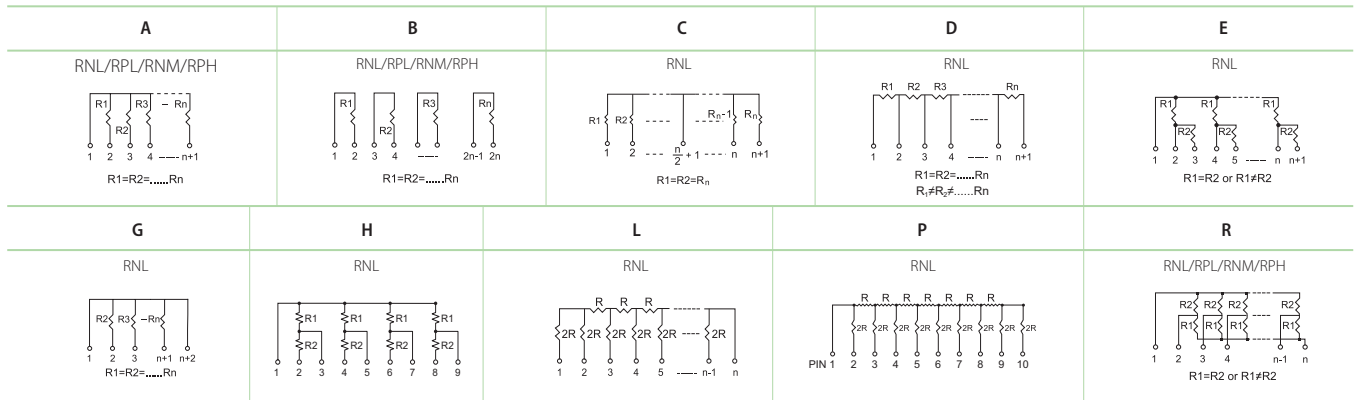 A B C D E
RNL/RPL/RNM/RPH
R1 R3 – Rn
R2
1 2 3 4 ----- n+1
R1=R2=......Rn
RNL/RPL/RNM/RPH
R1 R3 Rn
R2
1 2 3 4 ----- 2n-1 2n
R1=R2=......Rn
RNL
R1 R2 ---- ---- Rn-1 Rn
1 2 ---- n/2 + 1 ---- n n+1
R1=R2=Rn
RNL
R1 R2 R3 Rn
----
1 2 3 4 ---- n n+1
R1=R2=......Rn
R₁≠R₂≠......Rn
RNL
R1 R1 R1
R2 R2 R2
1 2 3 4 5 ----- n n+1
R1=R2 or R1≠R2
G H L P R
RNL
R2 R3 –Rn
1 2 3 n+1 n+2
R1=R2=......Rn
RNL
R1 R1 R1 R1
R2 R2 R2 R2
1 2 3 4 5 6 7 8 9
RNL
R R R
2R 2R 2R 2R 2R ---- 2R
1 2 3 4 5 ----- n-1 n
RNL
R R R R R R
2R 2R 2R 2R 2R 2R 2R 2R
PIN 1 2 3 4 5 6 7 8 9 10
RNL/RPL/RNM/RPH
R2 R2 R2 R2
R1 R1 R1 R1
1 2 3 4 n-1 n
R1=R2 or R1≠R2